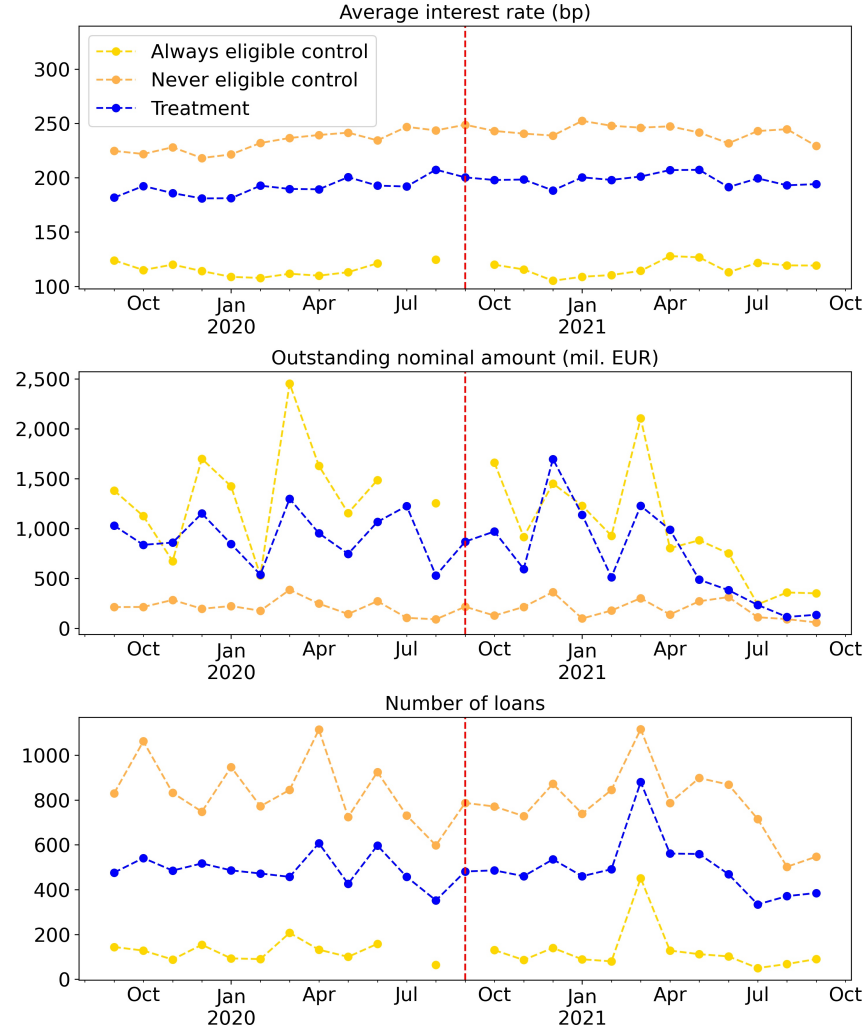 Average interest rate (bp)
300
250
200
150
100
Always eligible control
Never eligible control
Treatment
Oct Jan Apr Jul Oct Jan Apr Jul Oct
2020 2021
Outstanding nominal amount (mil. EUR)
2,500
2,000
1,500
1,000
500
0
Oct Jan Apr Jul Oct Jan Apr Jul Oct
2020 2021
Number of loans
1000
800
600
400
200
0
Oct Jan Apr Jul Oct Jan Apr Jul Oct
2020 2021